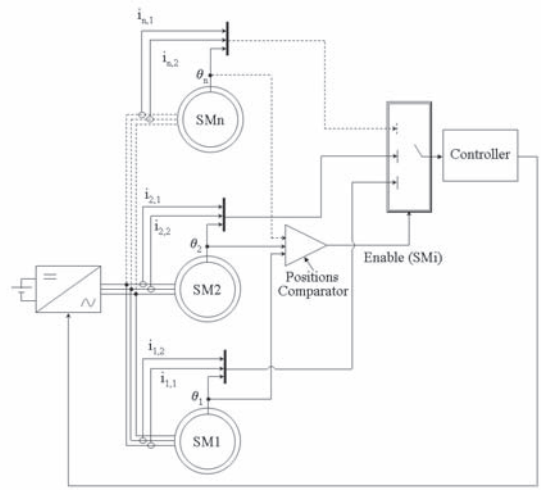 i_{n,1}
i_{n,2}
θ_n
SMn
Controller
i_{2,1}
i_{2,2}
θ_2
Enable (SMi)
Positions
Comparator
SM2
i_{1,2}
i_{1,1}
θ_1
SM1